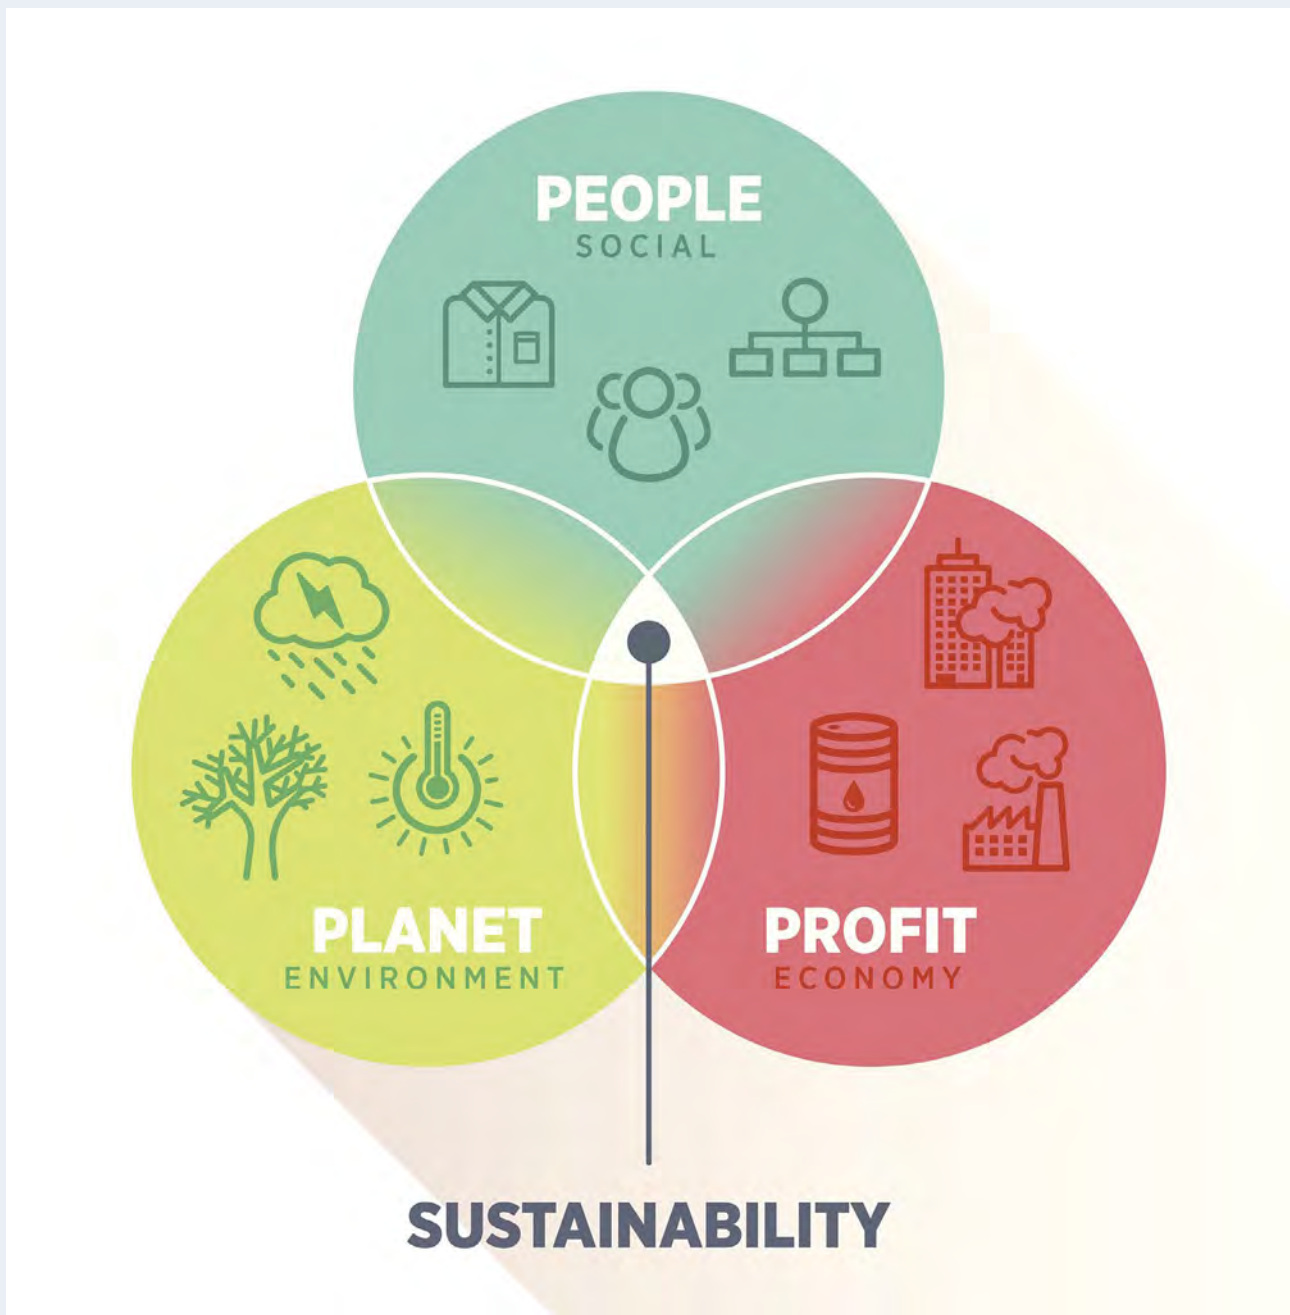 PEOPLE
SOCIAL
PLANET
ENVIRONMENT
PROFIT
ECONOMY
SUSTAINABILITY